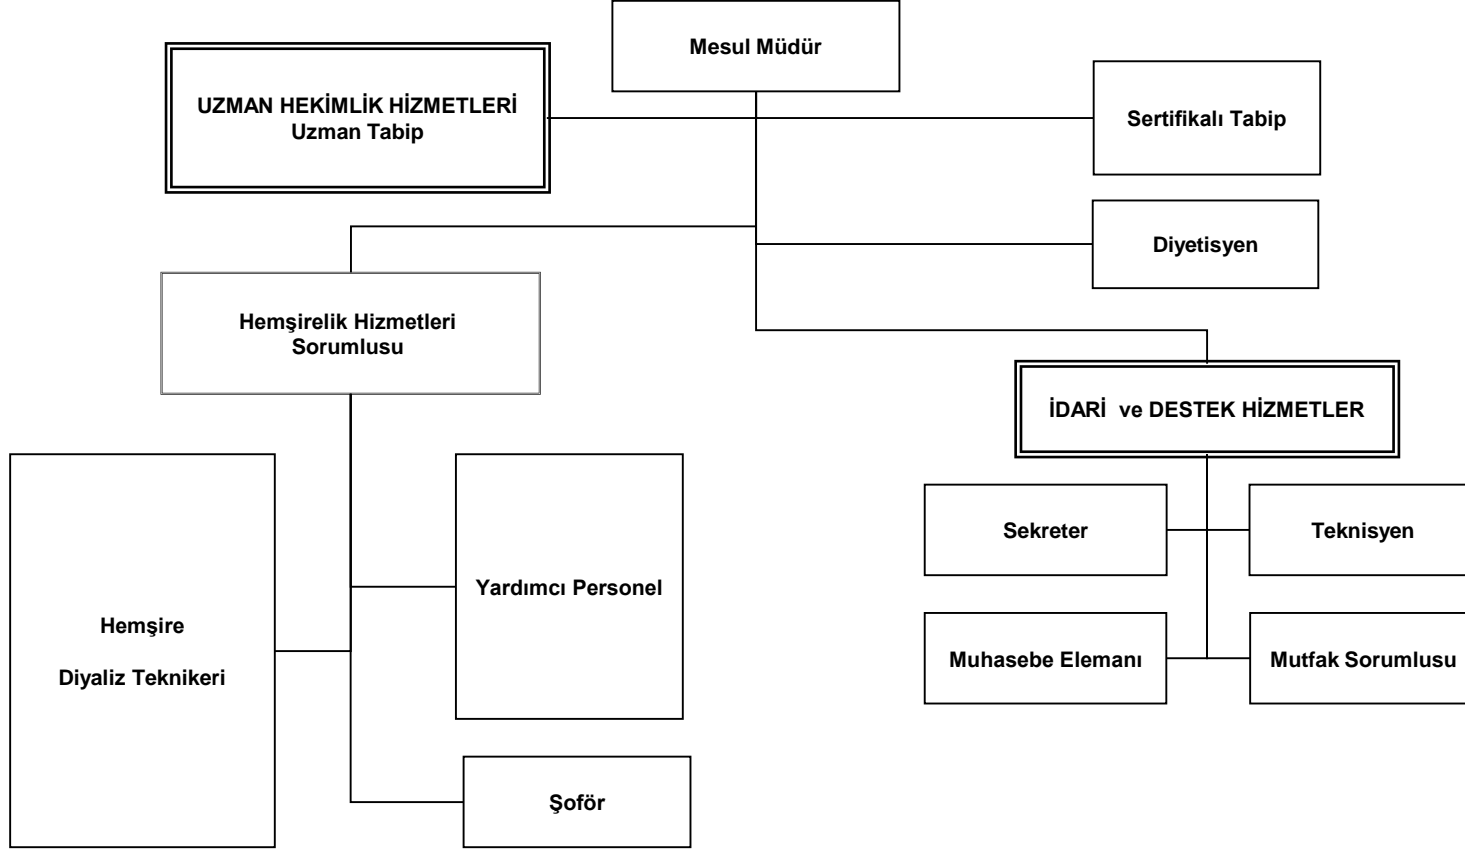 Mesul Müdür
UZMAN HEKİMLİK HİZMETLERİ
Uzman Tabip
Sertifikalı Tabip
Diyetisyen
Hemşirelik Hizmetleri
Sorumlusu
İDARİ  ve DESTEK HİZMETLER
Sekreter
Teknisyen
Yardımcı Personel
Hemşire
Diyaliz Teknikeri
Muhasebe Elemanı
Mutfak Sorumlusu
Şoför